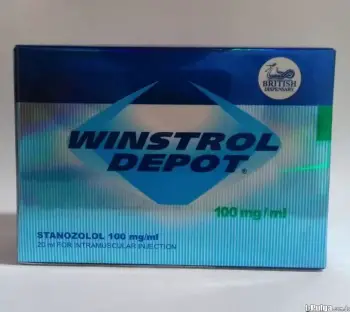 BRITISH
DISPENSARY
WINSTROL
DEPOT®
100 mg/ml
STANOZOLOL 100 mg/ml
20 ml FOR INTRAMUSCULAR INJECTION